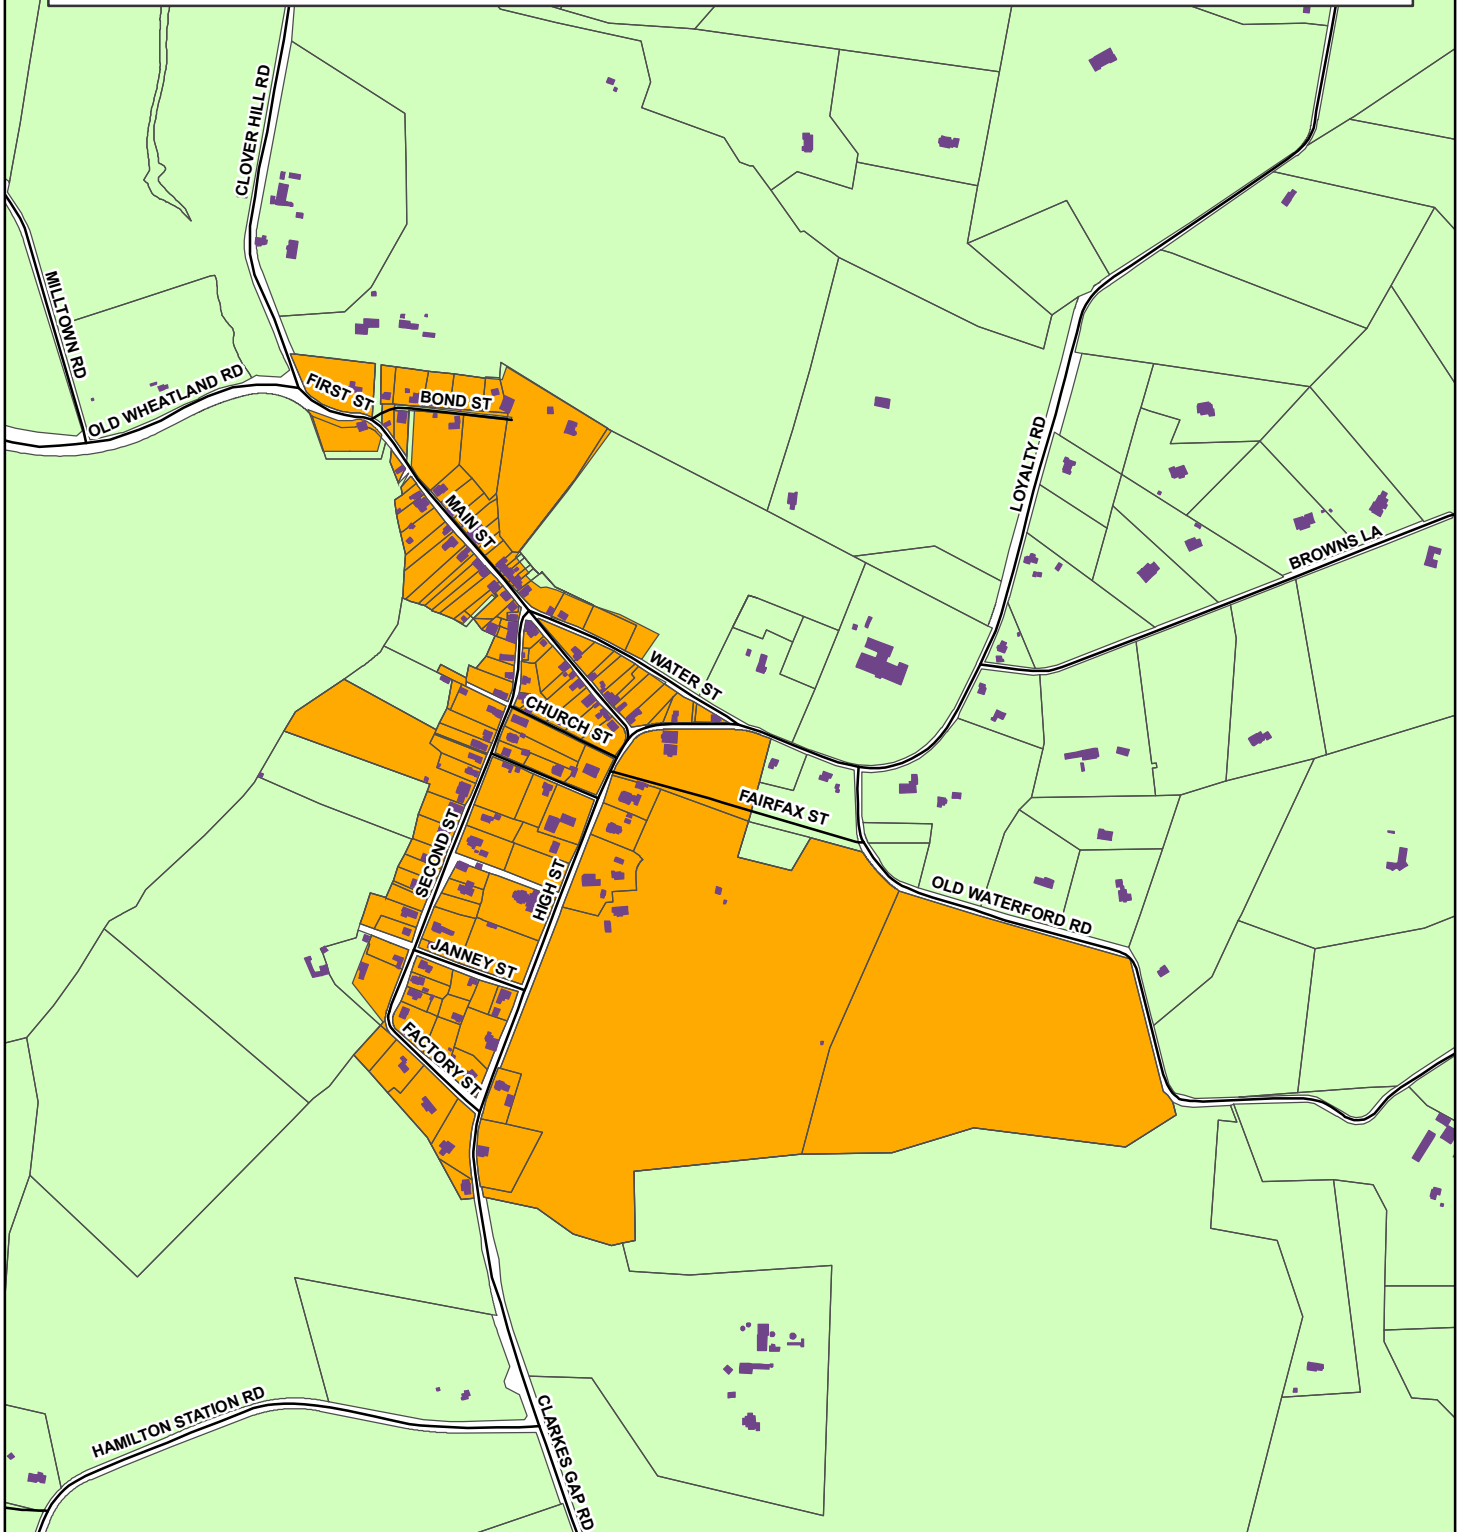 CLOVER HILL RD
MILLTOWN RD
OLD WHEATLAND RD
FIRST ST
BOND ST
MAIN ST
LOYALTY RD
BROWNS LA
WATER ST
CHURCH ST
FAIRFAX ST
SECOND ST
HIGH ST
OLD WATERFORD RD
JANNEY ST
FACTORY ST
HAMILTON STATION RD
CLARKES GAP RD